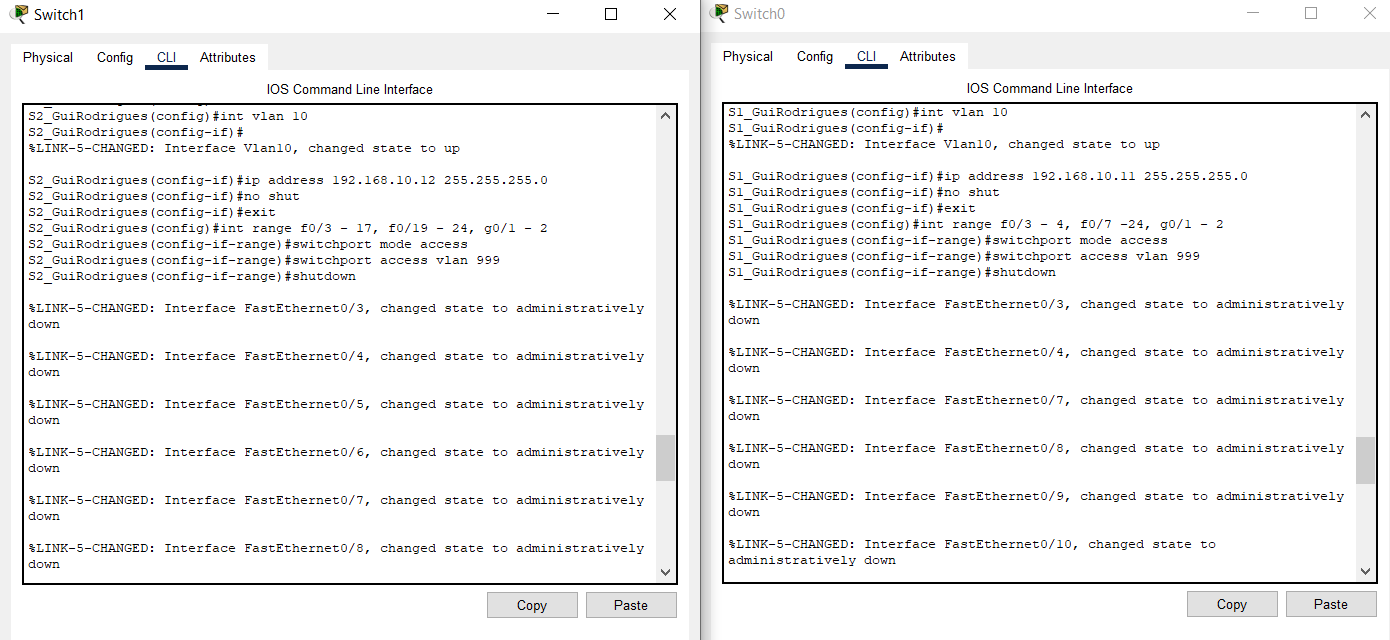 Switch1
Physical Config CLI Attributes
IOS Command Line Interface
S2_GuiRodrigues(config)#int vlan 10
S2_GuiRodrigues(config-if)#
%LINK-5-CHANGED: Interface Vlan10, changed state to up
S2_GuiRodrigues(config-if)#ip address 192.168.10.12 255.255.255.0
S2_GuiRodrigues(config-if)#no shut
S2_GuiRodrigues(config-if)#exit
S2_GuiRodrigues(config)#int range f0/3 - 17, f0/19 - 24, g0/1 - 2
S2_GuiRodrigues(config-if-range)#switchport mode access
S2_GuiRodrigues(config-if-range)#switchport access vlan 999
S2_GuiRodrigues(config-if-range)#shutdown
%LINK-5-CHANGED: Interface FastEthernet0/3, changed state to administratively
down
%LINK-5-CHANGED: Interface FastEthernet0/4, changed state to administratively
down
%LINK-5-CHANGED: Interface FastEthernet0/5, changed state to administratively
down
%LINK-5-CHANGED: Interface FastEthernet0/6, changed state to administratively
down
%LINK-5-CHANGED: Interface FastEthernet0/7, changed state to administratively
down
%LINK-5-CHANGED: Interface FastEthernet0/8, changed state to administratively
down
Copy Paste
Switch0
Physical Config CLI Attributes
IOS Command Line Interface
S1_GuiRodrigues(config)#int vlan 10
S1_GuiRodrigues(config-if)#
%LINK-5-CHANGED: Interface Vlan10, changed state to up
S1_GuiRodrigues(config-if)#ip address 192.168.10.11 255.255.255.0
S1_GuiRodrigues(config-if)#no shut
S1_GuiRodrigues(config-if)#exit
S1_GuiRodrigues(config)#int range f0/3 - 4, f0/7 -24, g0/1 - 2
S1_GuiRodrigues(config-if-range)#switchport mode access
S1_GuiRodrigues(config-if-range)#switchport access vlan 999
S1_GuiRodrigues(config-if-range)#shutdown
%LINK-5-CHANGED: Interface FastEthernet0/3, changed state to administratively
down
%LINK-5-CHANGED: Interface FastEthernet0/4, changed state to administratively
down
%LINK-5-CHANGED: Interface FastEthernet0/7, changed state to administratively
down
%LINK-5-CHANGED: Interface FastEthernet0/8, changed state to administratively
down
%LINK-5-CHANGED: Interface FastEthernet0/9, changed state to administratively
down
%LINK-5-CHANGED: Interface FastEthernet0/10, changed state to
administratively down
Copy Paste